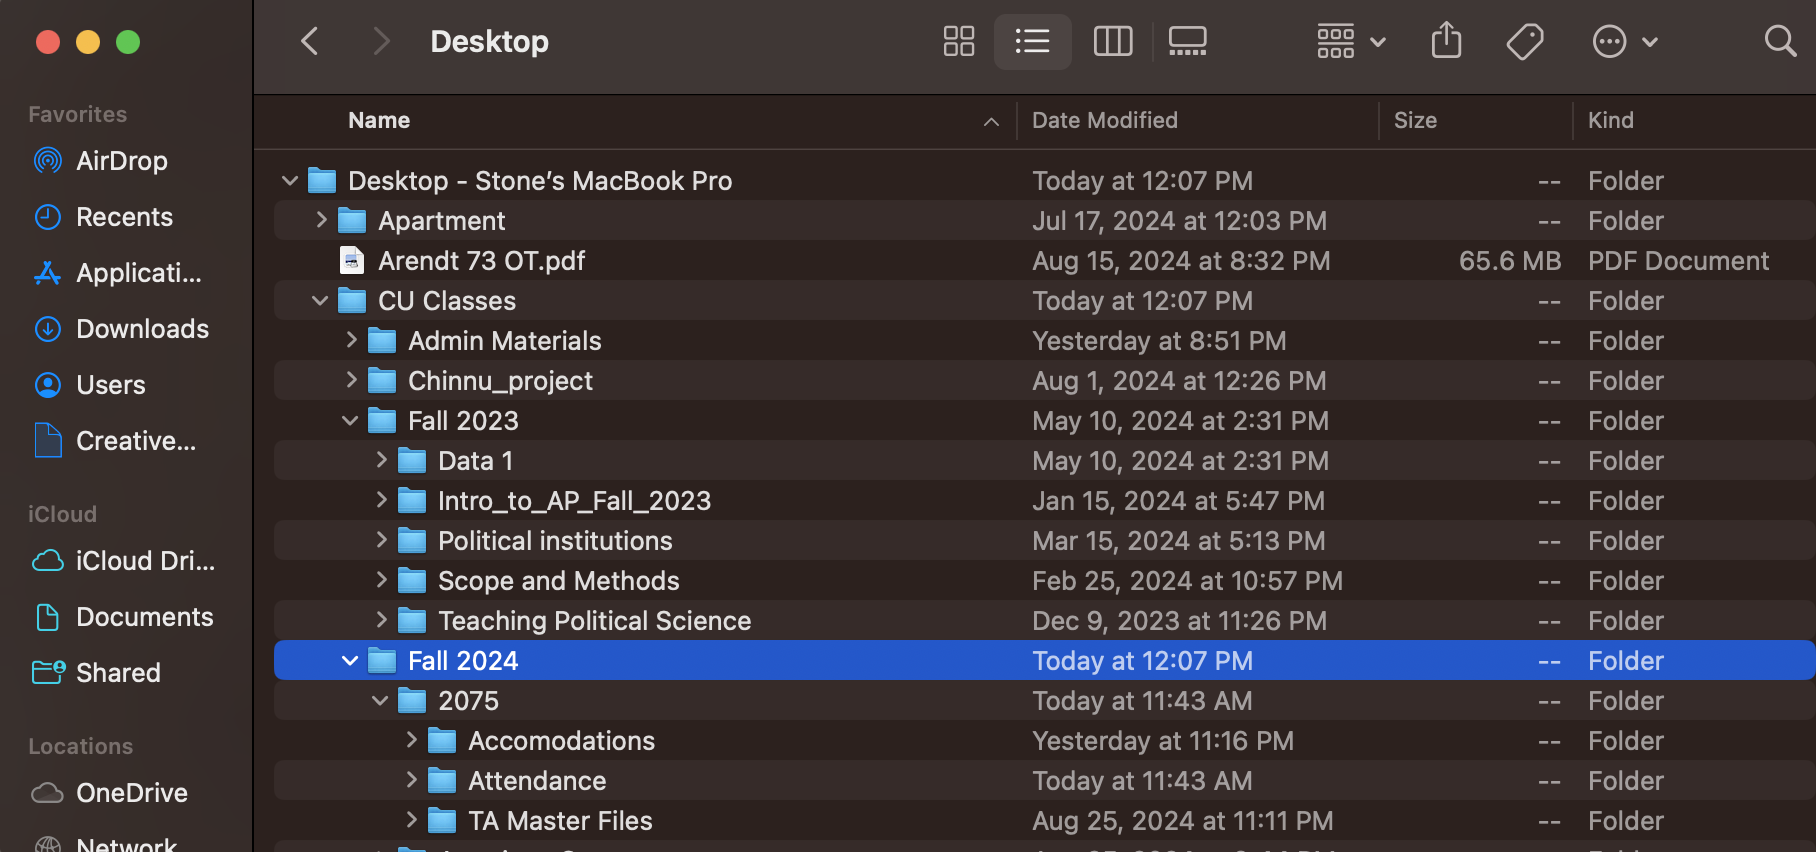 Desktop
Favorites
AirDrop
Recents
Applicati...
Downloads
Users
Creative...
iCloud
iCloud Dri...
Documents
Shared
Locations
OneDrive
Network
Name Date Modified Size Kind
Desktop - Stone’s MacBook Pro Today at 12:07 PM -- Folder
Apartment Jul 17, 2024 at 12:03 PM -- Folder
Arendt 73 OT.pdf Aug 15, 2024 at 8:32 PM 65.6 MB PDF Document
CU Classes Today at 12:07 PM -- Folder
Admin Materials Yesterday at 8:51 PM -- Folder
Chinnu_project Aug 1, 2024 at 12:26 PM -- Folder
Fall 2023 May 10, 2024 at 2:31 PM -- Folder
Data 1 May 10, 2024 at 2:31 PM -- Folder
Intro_to_AP_Fall_2023 Jan 15, 2024 at 5:47 PM -- Folder
Political institutions Mar 15, 2024 at 5:13 PM -- Folder
Scope and Methods Feb 25, 2024 at 10:57 PM -- Folder
Teaching Political Science Dec 9, 2023 at 11:26 PM -- Folder
Fall 2024 Today at 12:07 PM -- Folder
2075 Today at 11:43 AM -- Folder
Accomodations Yesterday at 11:16 PM -- Folder
Attendance Today at 11:43 AM -- Folder
TA Master Files Aug 25, 2024 at 11:11 PM -- Folder